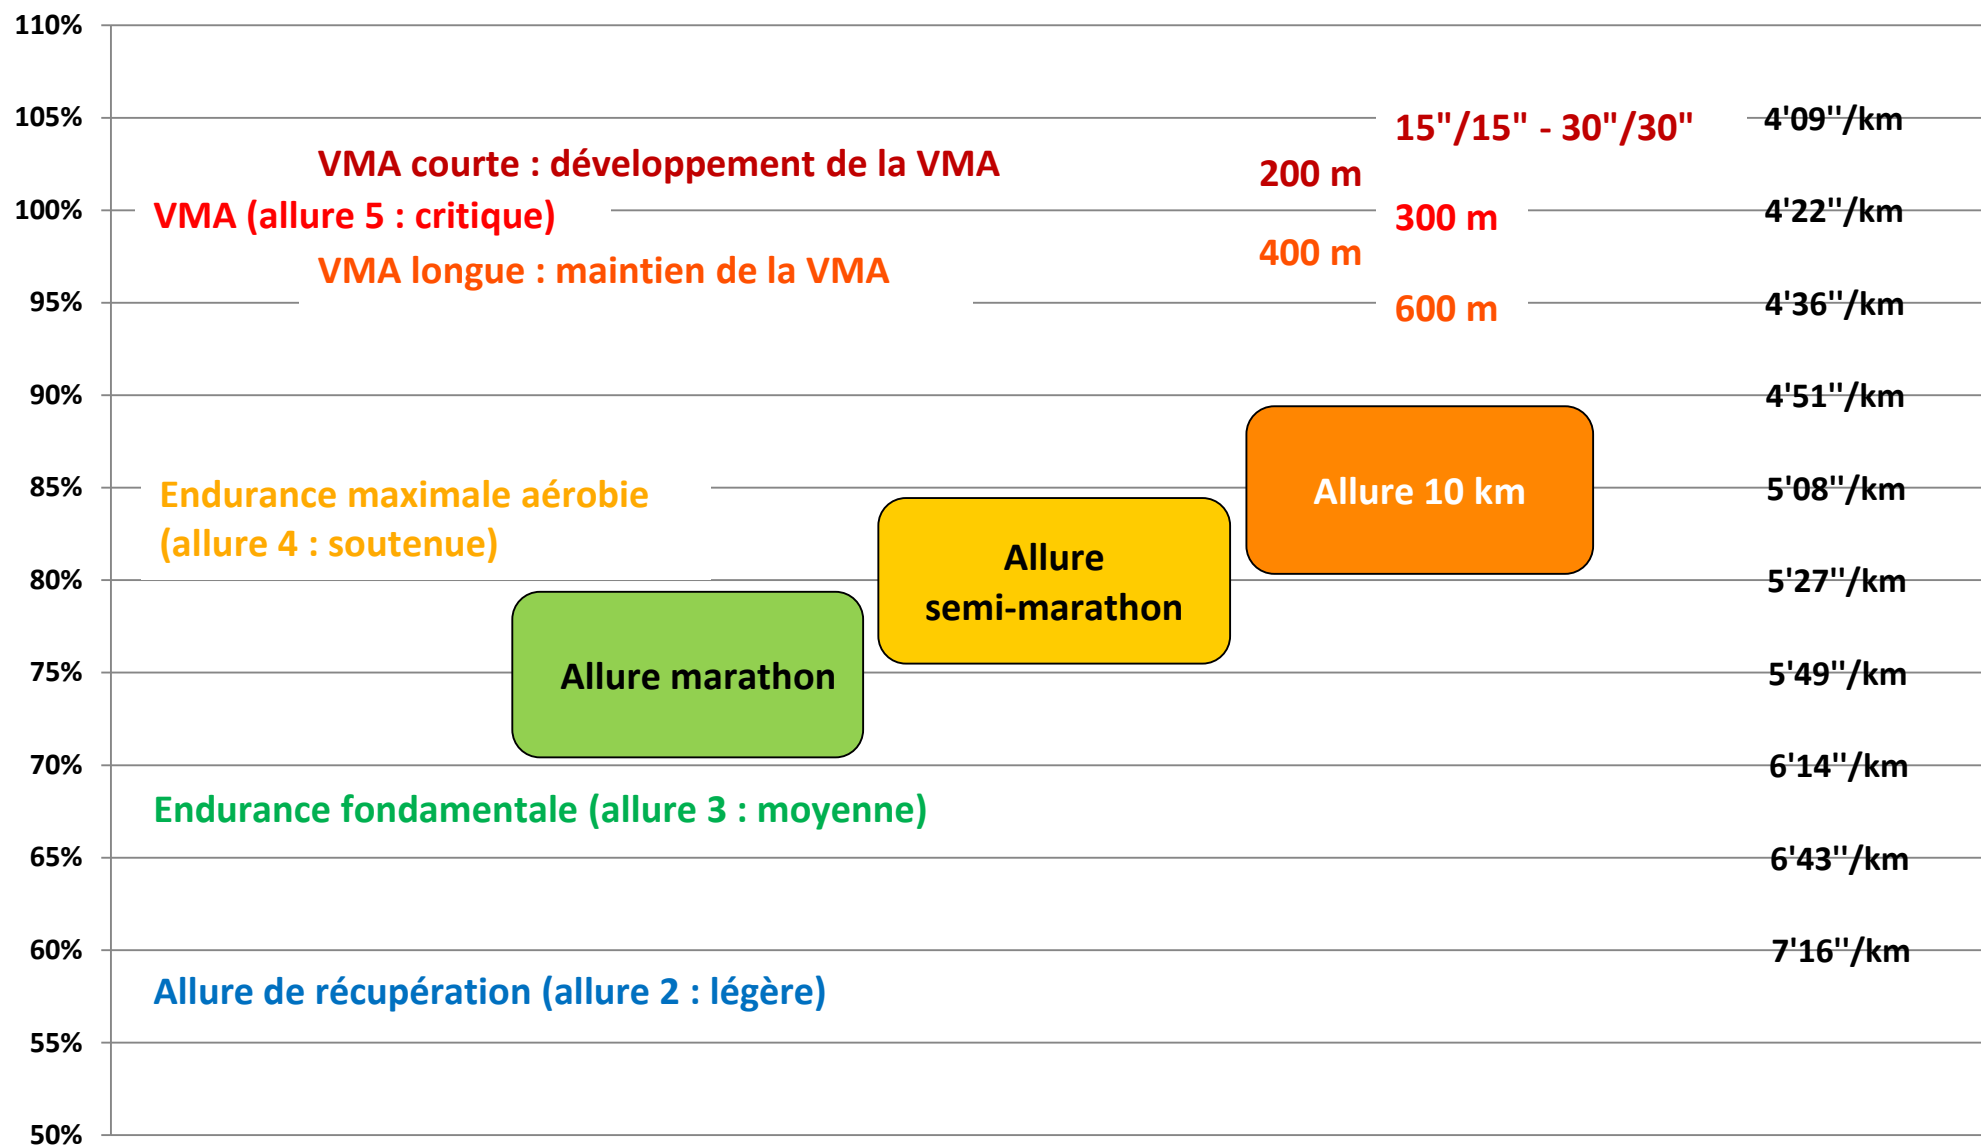 110%
105%
15"/15" - 30"/30"
4'09''/km
VMA courte : développement de la VMA
200 m
100%
VMA (allure 5 : critique)
300 m
4'22''/km
400 m
VMA longue : maintien de la VMA
95%
600 m
4'36''/km
90%
4'51''/km
85%
Endurance maximale aérobie
(allure 4 : soutenue)
Allure 10 km
5'08''/km
80%
Allure
semi-marathon
5'27''/km
75%
Allure marathon
5'49''/km
70%
6'14''/km
Endurance fondamentale (allure 3 : moyenne)
65%
6'43''/km
60%
7'16''/km
Allure de récupération (allure 2 : légère)
55%
50%